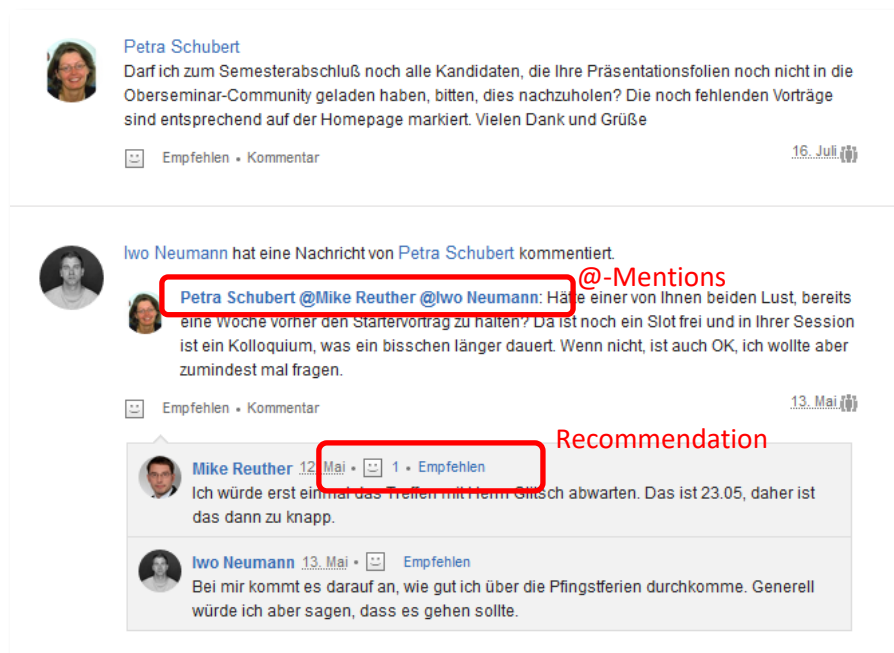 Petra Schubert
Darf ich zum Semesterabschluß noch alle Kandidaten, die Ihre Präsentationsfolien noch nicht in die
Oberseminar-Community geladen haben, bitten, dies nachzuholen? Die noch fehlenden Vorträge
sind entsprechend auf der Homepage markiert. Vielen Dank und Grüße
Empfehlen • Kommentar
16. Juli
Iwo Neumann hat eine Nachricht von Petra Schubert kommentiert.
@-Mentions
Petra Schubert @Mike Reuther @Iwo Neumann: Hätte einer von Ihnen beiden Lust, bereits
eine Woche vorher den Startervortrag zu halten? Da ist noch ein Slot frei und in Ihrer Session
ist ein Kolloquium, was ein bisschen länger dauert. Wenn nicht, ist auch OK, ich wollte aber
zumindest mal fragen.
Empfehlen • Kommentar
13. Mai
Recommendation
Mike Reuther 12. Mai • 1 • Empfehlen
Ich würde erst einmal das Treffen mit Herrn abwarten. Das ist 23.05, daher ist
das dann zu knapp.
Iwo Neumann 13. Mai • Empfehlen
Bei mir kommt es darauf an, wie gut ich über die Pfingstferien durchkomme. Generell
würde ich aber sagen, dass es gehen sollte.